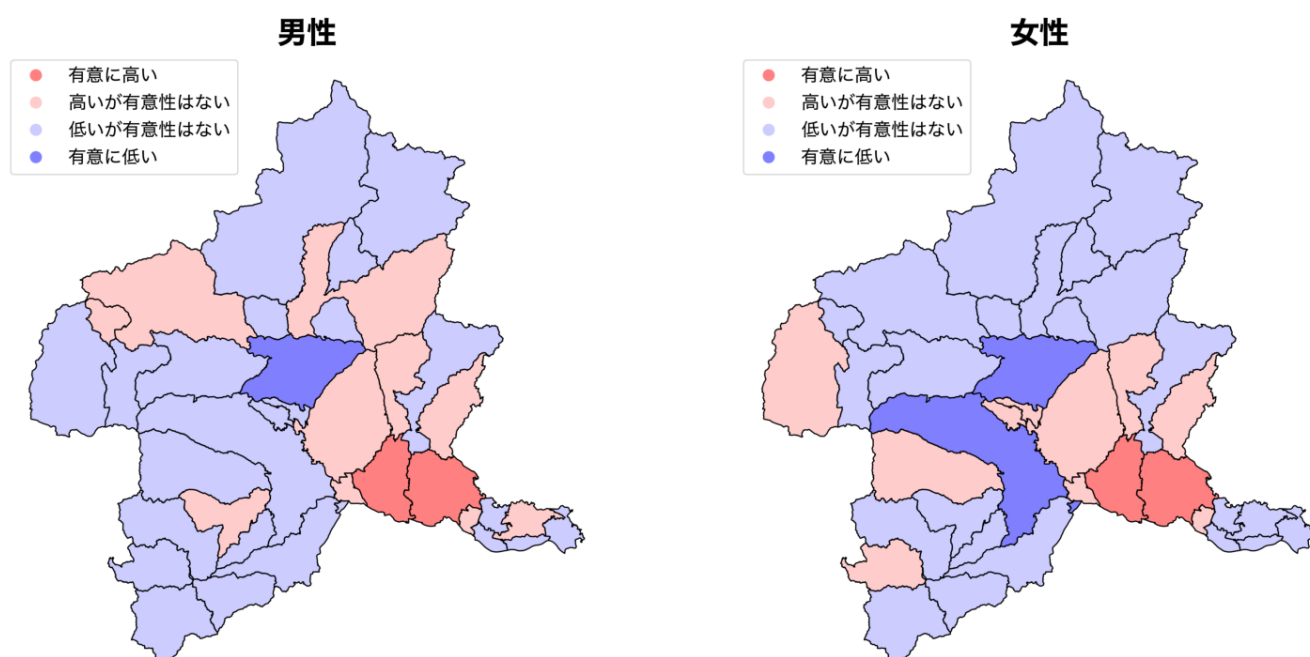 男性
有意に高い
高いが有意性はない
低いが有意性はない
有意に低い
女性
有意に高い
高いが有意性はない
低いが有意性はない
有意に低い